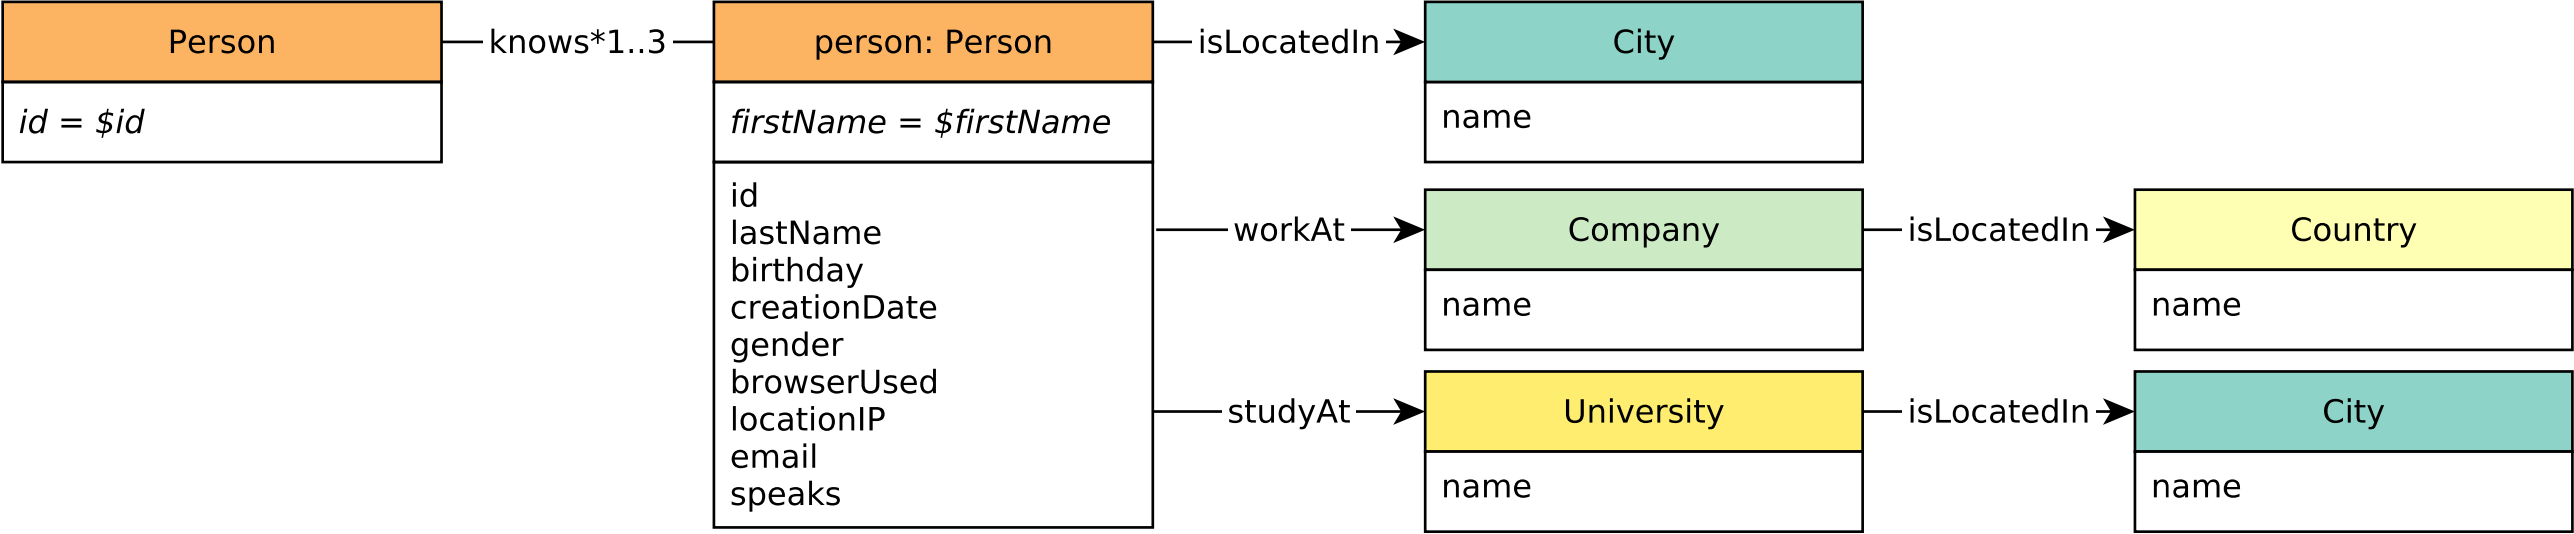 Person
id = $id
knows*1..3
person: Person
firstName = $firstName
id
lastName
birthday
creationDate
gender
browserUsed
locationIP
email
speaks
isLocatedIn
City
name
workAt
Company
name
isLocatedIn
Country
name
studyAt
University
name
isLocatedIn
City
name